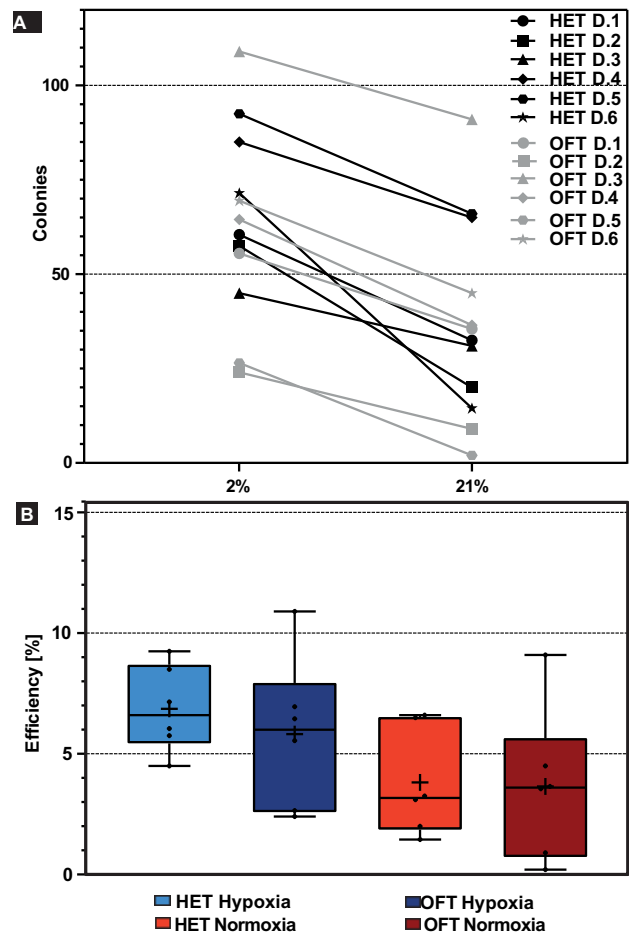 A
HET D.1
HET D.2
HET D.3
HET D.4
HET D.5
HET D.6
OFT D.1
OFT D.2
OFT D.3
OFT D.4
OFT D.5
OFT D.6
Colonies
100
50
0
2%
21%
B
15
10
5
0
Efficiency [%]
HET Hypoxia
OFT Hypoxia
HET Normoxia
OFT Normoxia